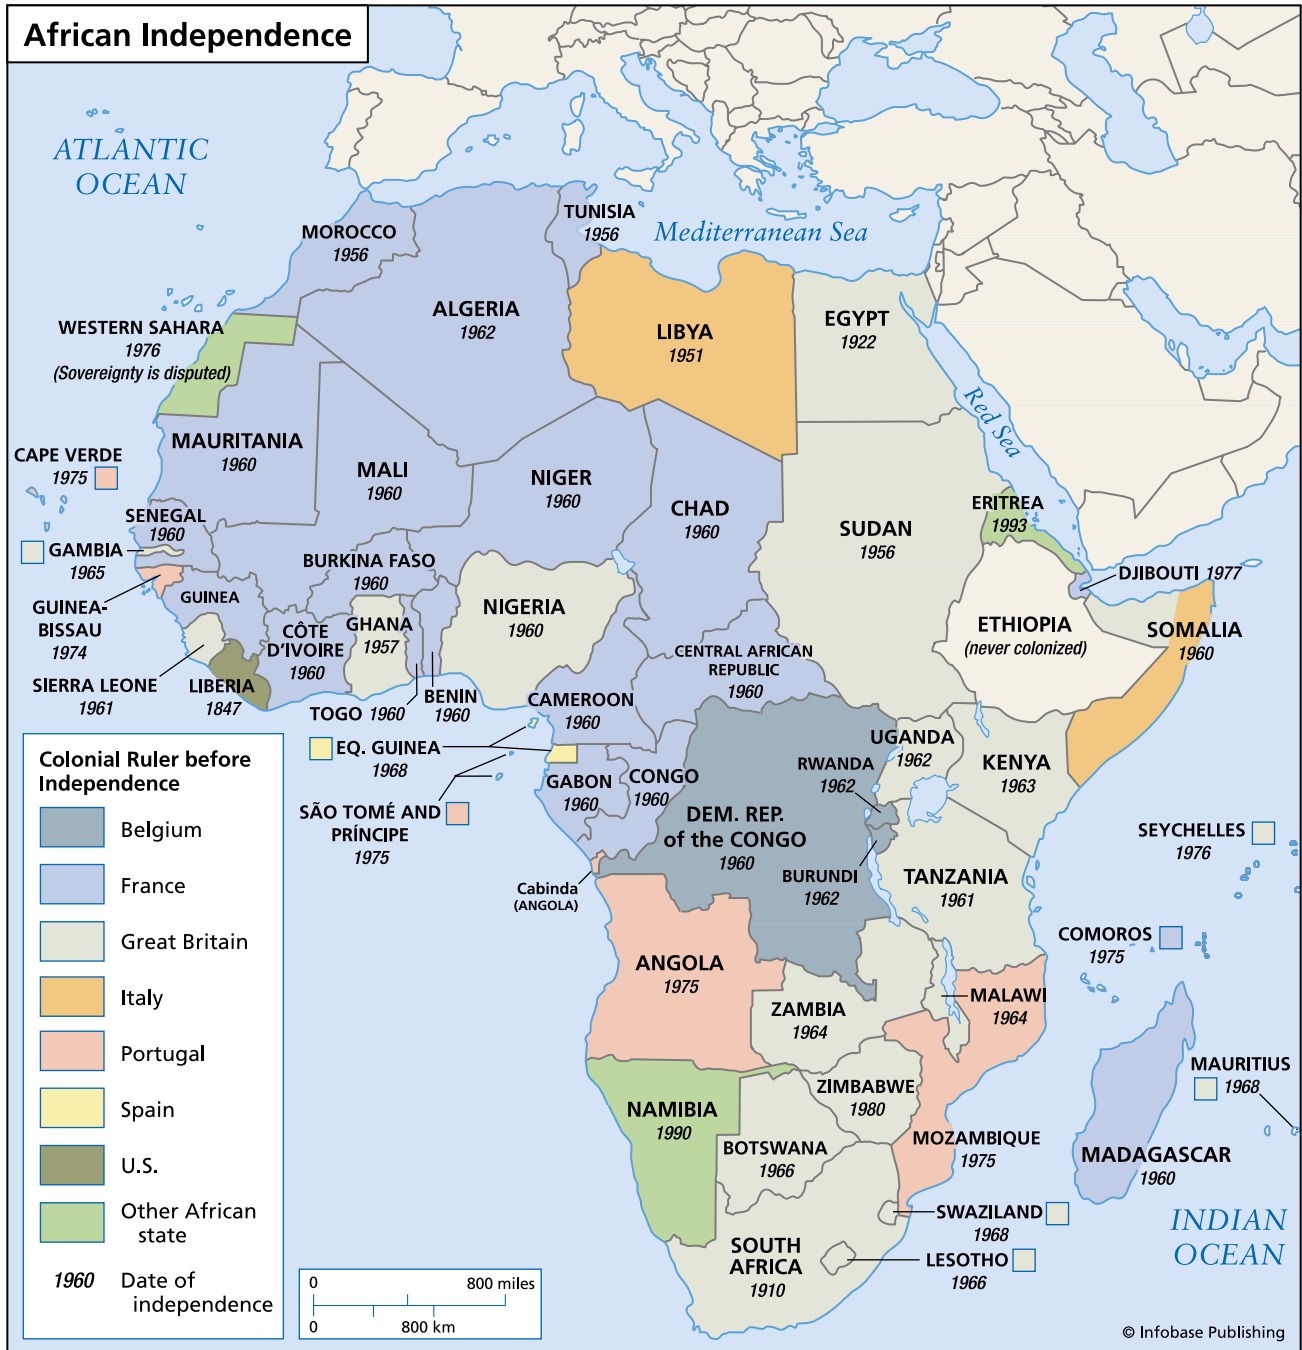 African Independence
ATLANTIC
OCEAN
MOROCCO
1956
TUNISIA
1956
Mediterranean Sea
ALGERIA
1962
LIBYA
1951
EGYPT
1922
WESTERN SAHARA
1976
(Sovereignty is disputed)
Red Sea
MAURITANIA
1960
CAPE VERDE
1975
MALI
1960
NIGER
1960
CHAD
1960
SUDAN
1956
ERITREA
1993
SENEGAL
1960
GAMBIA
1965
BURKINA FASO
1960
DJIBOUTI 1977
GUINEA-
BISSAU
1974
GUINEA
NIGERIA
1960
GHANA
1957
CÔTE
D'IVOIRE
1960
ETHIOPIA
(never colonized)
SOMALIA
1960
CENTRAL AFRICAN
REPUBLIC
1960
SIERRA LEONE
1961
LIBERIA
1847
TOGO 1960
BENIN
1960
CAMEROON
1960
EQ. GUINEA
1968
UGANDA
1962
KENYA
1963
RWANDA
1962
GABON
1960
CONGO
1960
SÃO TOMÉ AND
PRÍNCIPE
1975
DEM. REP.
of the CONGO
1960
SEYCHELLES
1976
BURUNDI
1962
TANZANIA
1961
Cabinda
(ANGOLA)
COMOROS
1975
ANGOLA
1975
ZAMBIA
1964
MALAWI
1964
MAURITIUS
1968
ZIMBABWE
1980
NAMIBIA
1990
BOTSWANA
1966
MOZAMBIQUE
1975
MADAGASCAR
1960
SWAZILAND
1968
LESOTHO
1966
SOUTH
AFRICA
1910
INDIAN
OCEAN
Colonial Ruler before
Independence
Belgium
France
Great Britain
Italy
Portugal
Spain
U.S.
Other African
state
1960 Date of
independence
0 800 miles
0 800 km
© Infobase Publishing